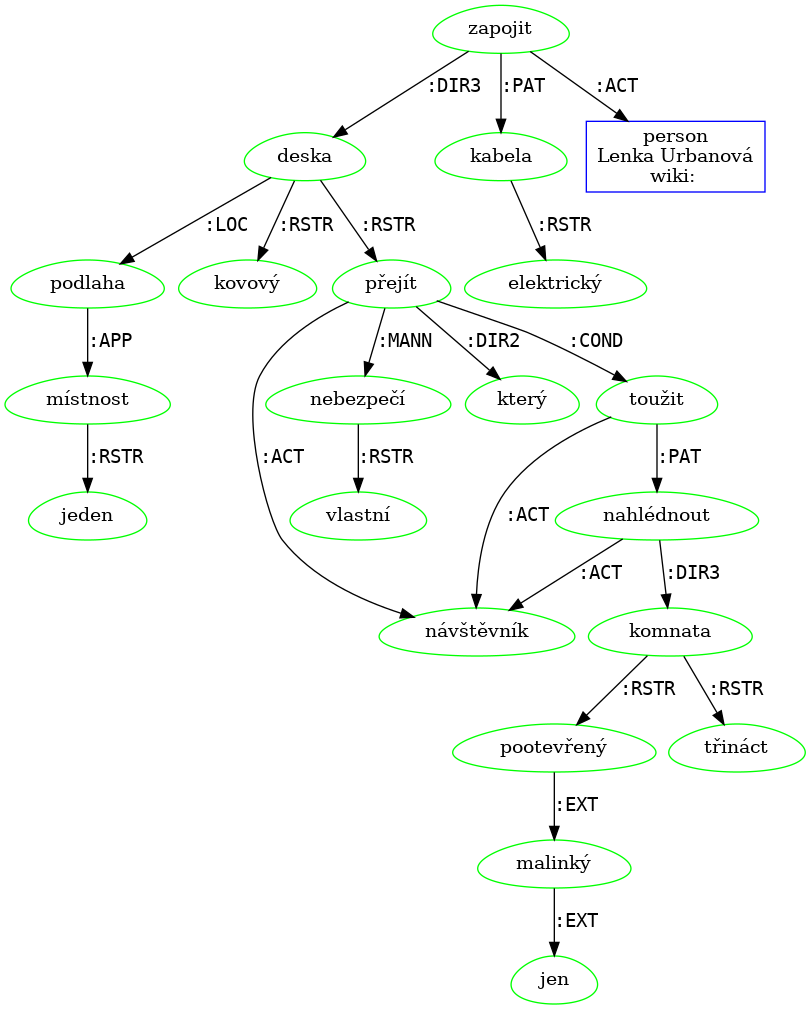 zapojit
:DIR3
:PAT
:ACT
deska
kabela
person
Lenka Urbanová
wiki:
:LOC
:RSTR
:RSTR
:RSTR
podlaha
kovový
přejít
elektrický
:APP
:MANN
:DIR2
:COND
místnost
nebezpečí
který
toužit
:RSTR
:ACT
:RSTR
:PAT
jeden
vlastní
:ACT
nahlédnout
:ACT
:DIR3
návštěvník
komnata
:RSTR
:RSTR
pootevřený
třináct
:EXT
malinký
:EXT
jen